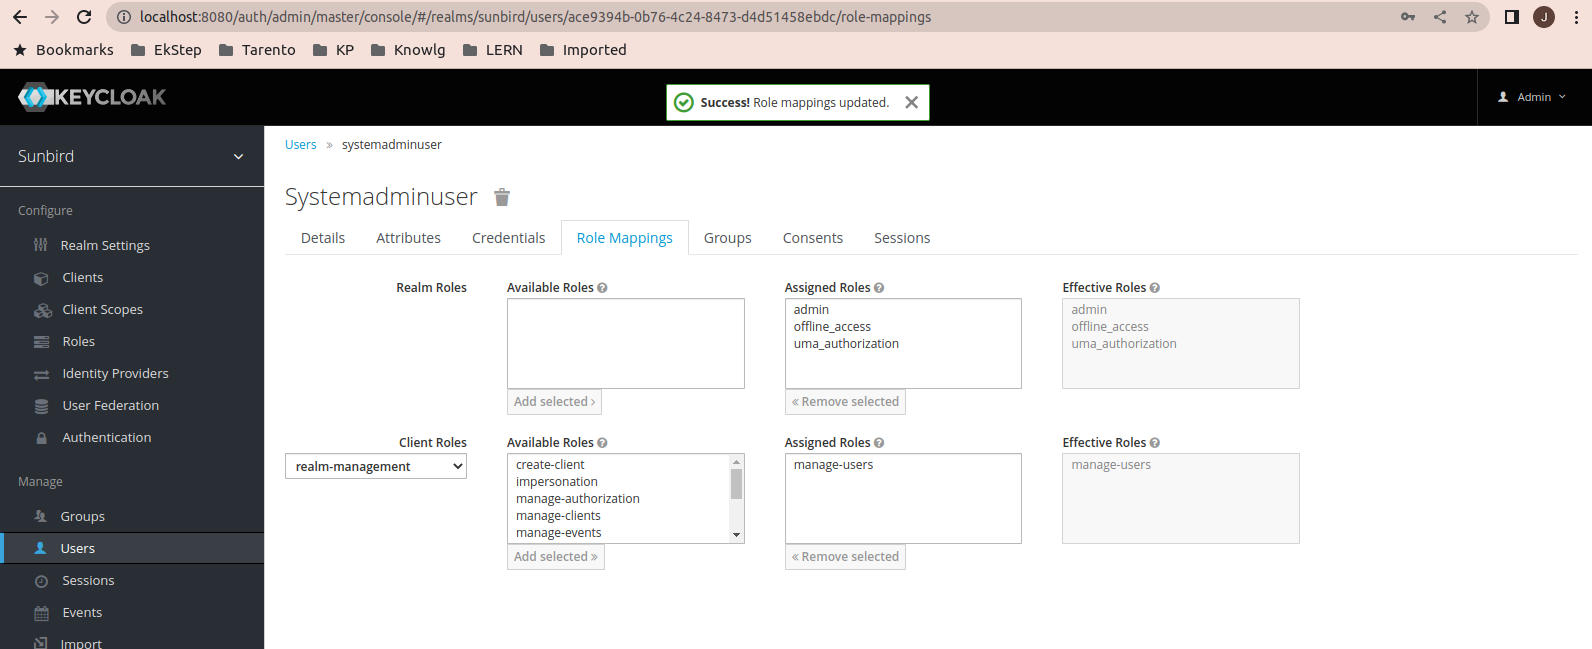 localhost:8080/auth/admin/master/console/#/realms/sunbird/users/ace9394b-0b76-4c24-8473-d4d51458ebdc/role-mappings
J
Bookmarks EkStep Tarento KP Knowlg LERN Imported
KEYCLOAK
Success! Role mappings updated.
Admin
Sunbird
Configure
Realm Settings
Clients
Client Scopes
Roles
Identity Providers
User Federation
Authentication
Manage
Groups
Users
Sessions
Events
Import
Users » systemadminuser
Systemadminuser
Details Attributes Credentials Role Mappings Groups Consents Sessions
Realm Roles
Available Roles
Add selected ›
Assigned Roles
admin
offline_access
uma_authorization
« Remove selected
Effective Roles
admin
offline_access
uma_authorization
Client Roles
realm-management
Available Roles
create-client
impersonation
manage-authorization
manage-clients
manage-events
Add selected »
Assigned Roles
manage-users
« Remove selected
Effective Roles
manage-users